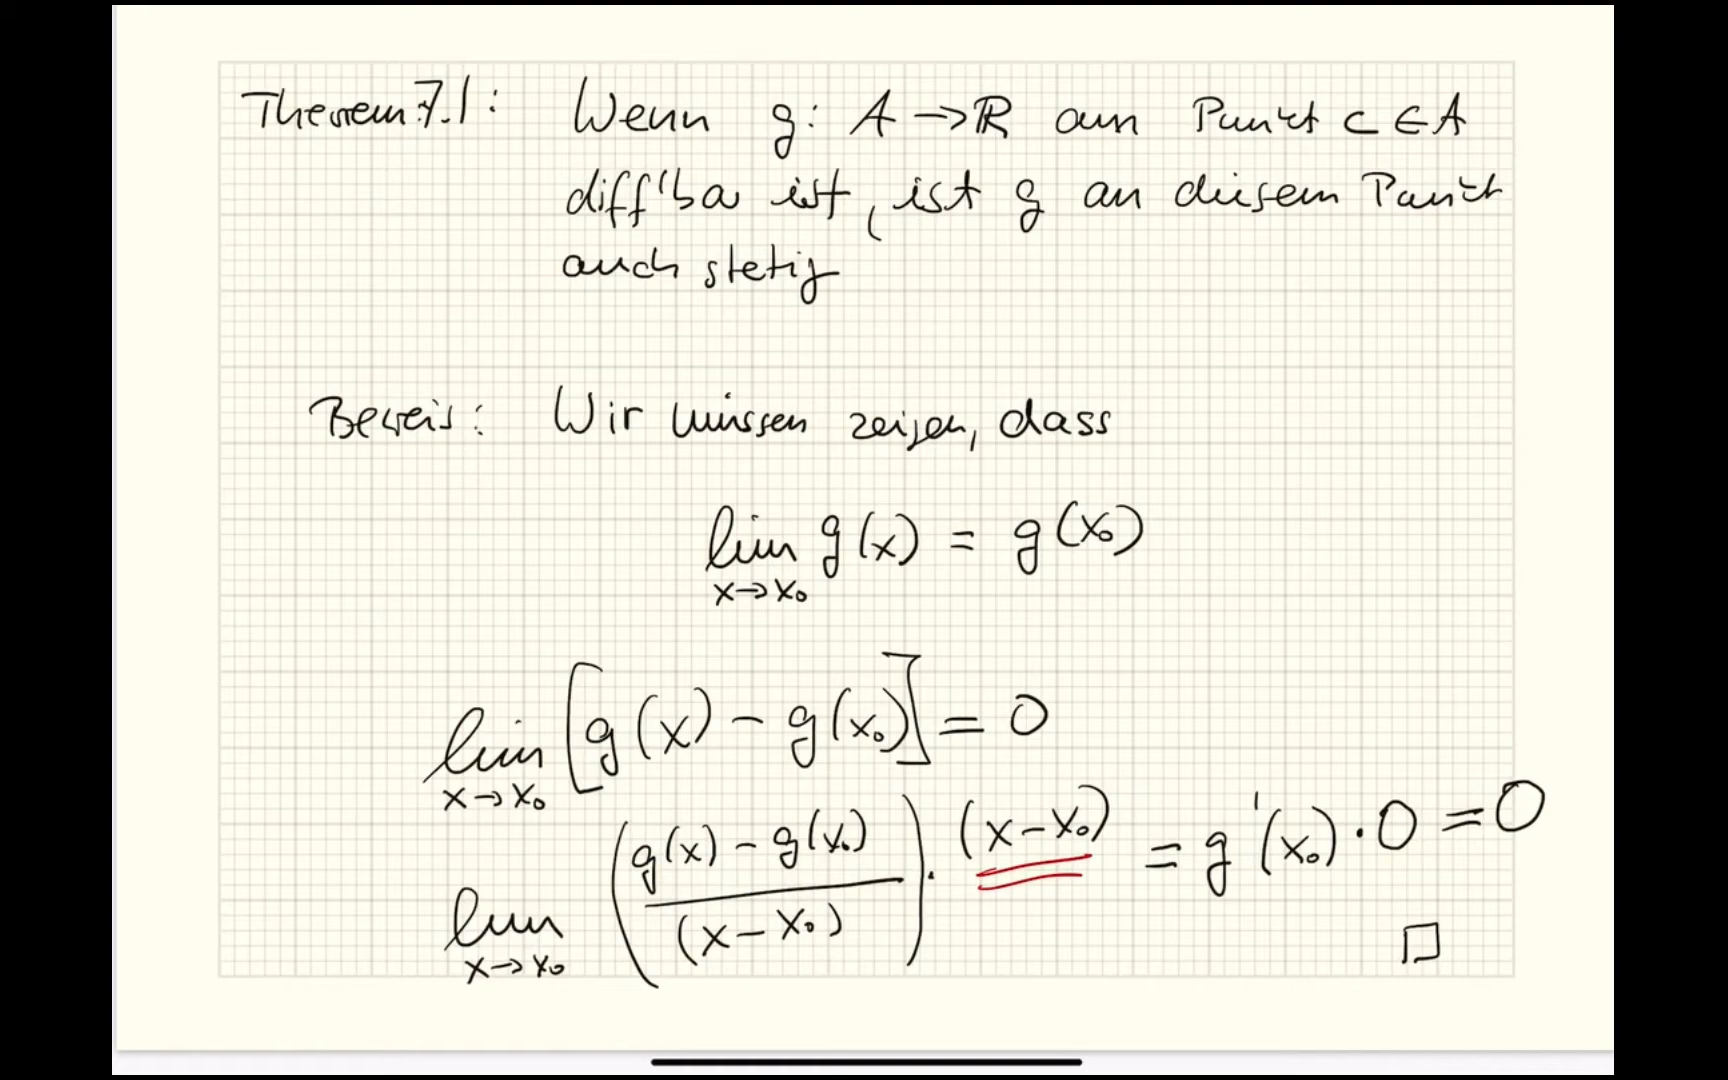 Theorem 7.1: Wenn g: A → ℝ am Punkt c ∈ A
diff'ba ist, ist g an diesem Punkt
auch stetig
Beweis: Wir müssen zeigen, dass
lim g(x) = g(x₀)
x→x₀
lim [g(x) − g(x₀)] = 0
x→x₀
lim ((g(x) − g(x₀))/(x − x₀)) · (x − x₀) = g'(x₀) · 0 = 0
x→x₀
□